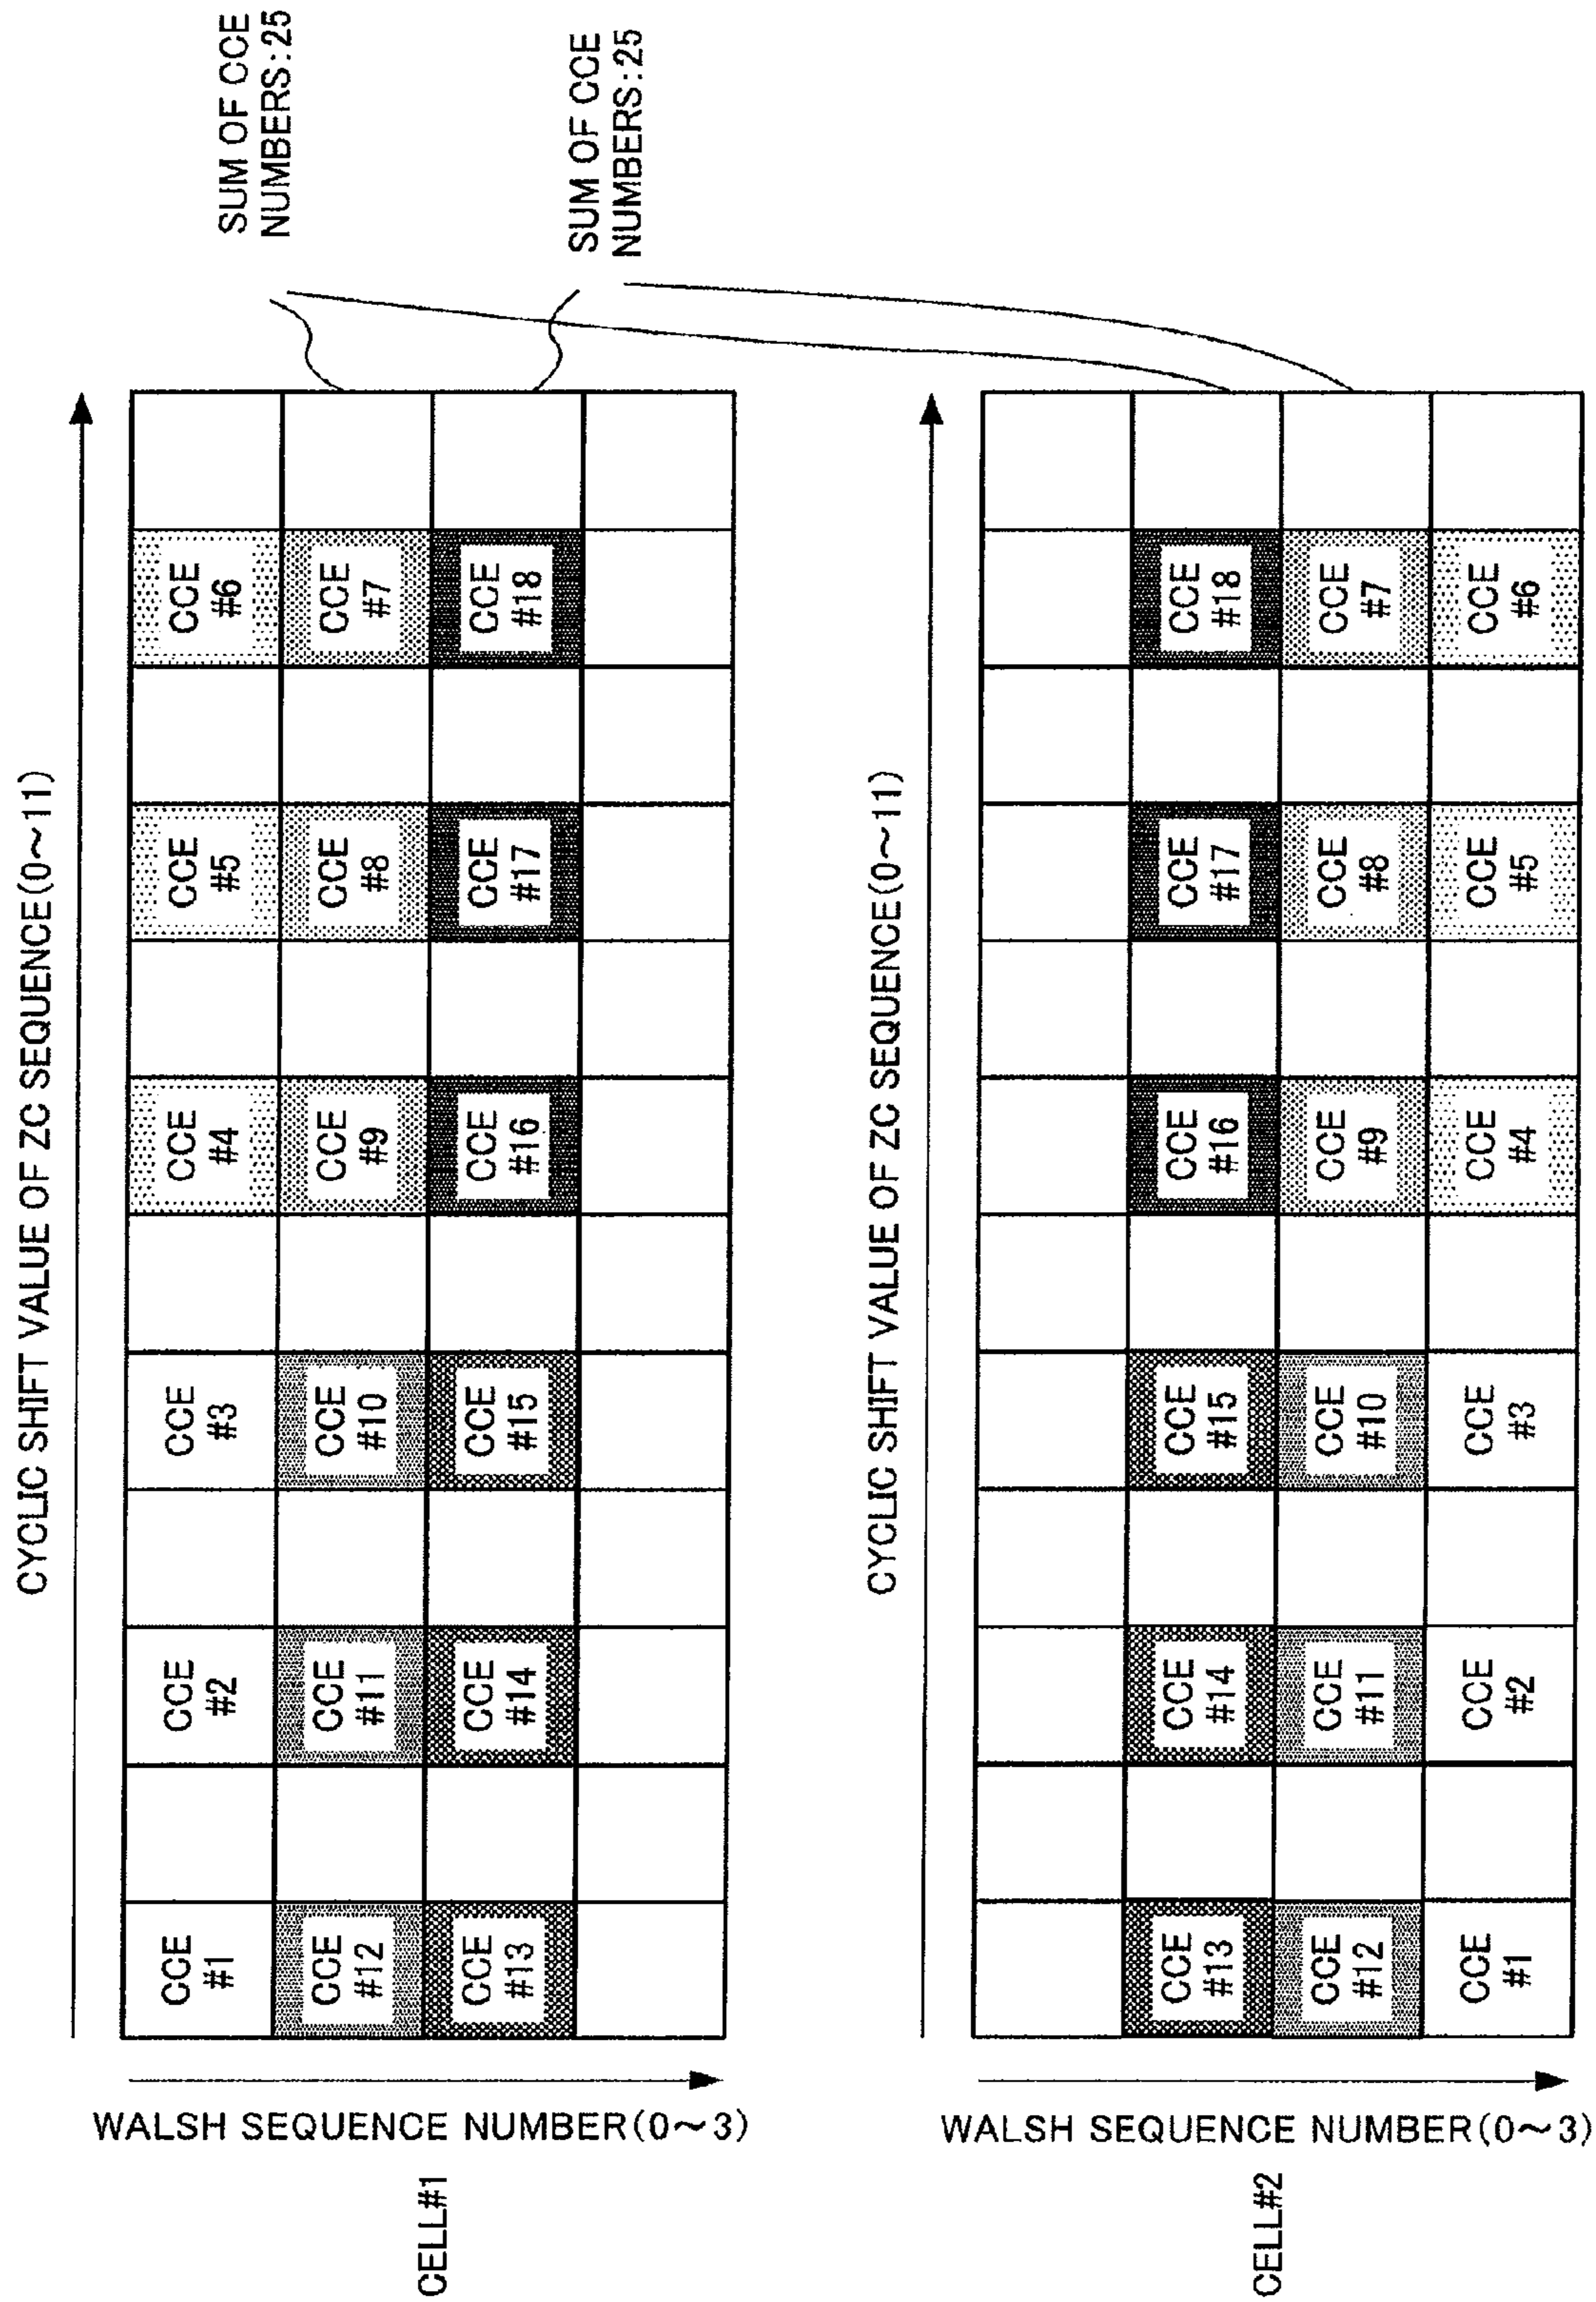 CYCLIC SHIFT VALUE OF ZC SEQUENCE(0~11)
CELL#1
WALSH SEQUENCE NUMBER(0~3)
CCE
#1
CCE
#2
CCE
#3
CCE
#4
CCE
#5
CCE
#6
CCE
#12
CCE
#11
CCE
#10
CCE
#9
CCE
#8
CCE
#7
CCE
#13
CCE
#14
CCE
#15
CCE
#16
CCE
#17
CCE
#18
SUM OF CCE
NUMBERS:25
SUM OF CCE
NUMBERS:25
CYCLIC SHIFT VALUE OF ZC SEQUENCE(0~11)
CELL#2
WALSH SEQUENCE NUMBER(0~3)
CCE
#13
CCE
#14
CCE
#15
CCE
#16
CCE
#17
CCE
#18
CCE
#12
CCE
#11
CCE
#10
CCE
#9
CCE
#8
CCE
#7
CCE
#1
CCE
#2
CCE
#3
CCE
#4
CCE
#5
CCE
#6